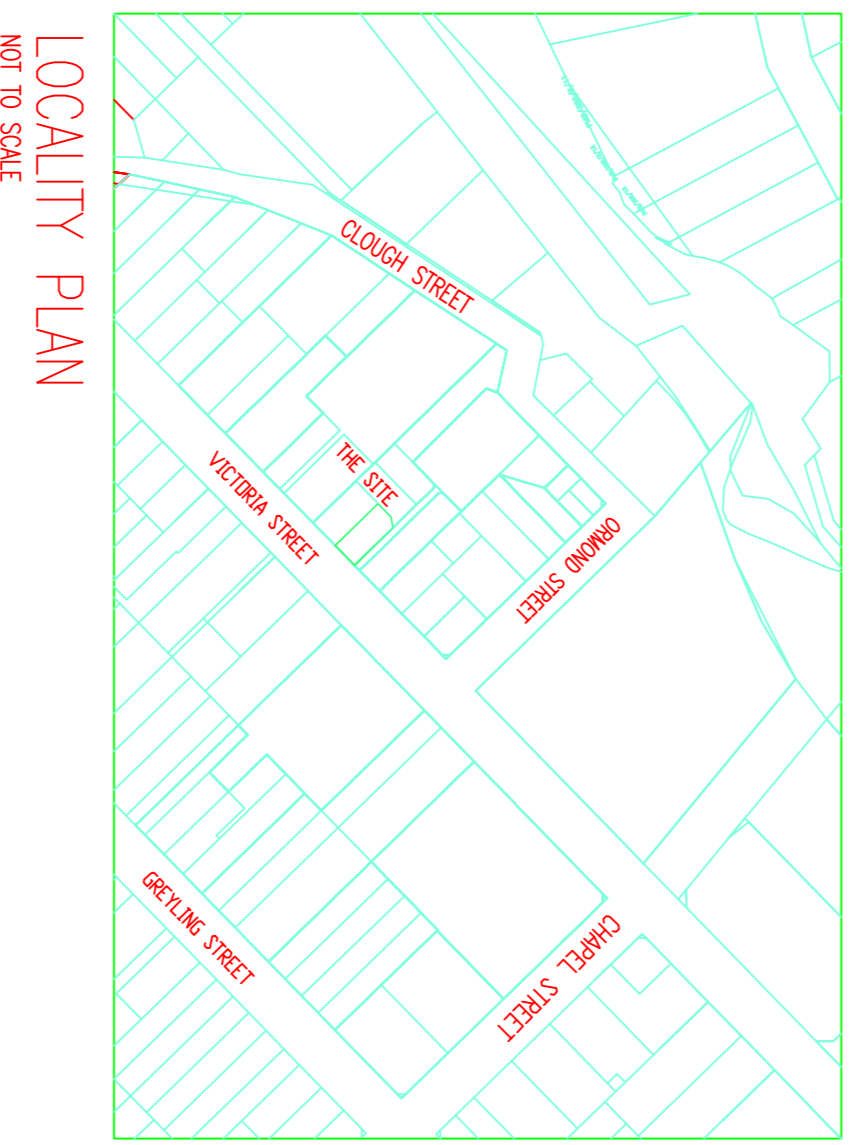 LOCALITY PLAN
NOT TO SCALE
CLOUGH STREET
THE SITE
VICTORIA STREET
ORMOND STREET
GREYLING STREET
CHAPEL STREET